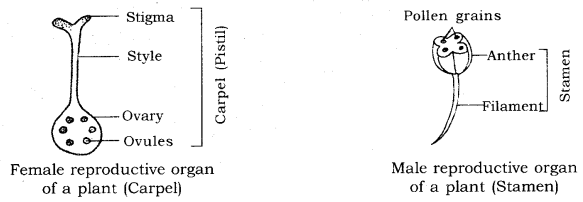 Stigma
Style
Ovary
Ovules
Carpel (Pistil)
Female reproductive organ
of a plant (Carpel)
Pollen grains
Anther
Filament
Stamen
Male reproductive organ
of a plant (Stamen)